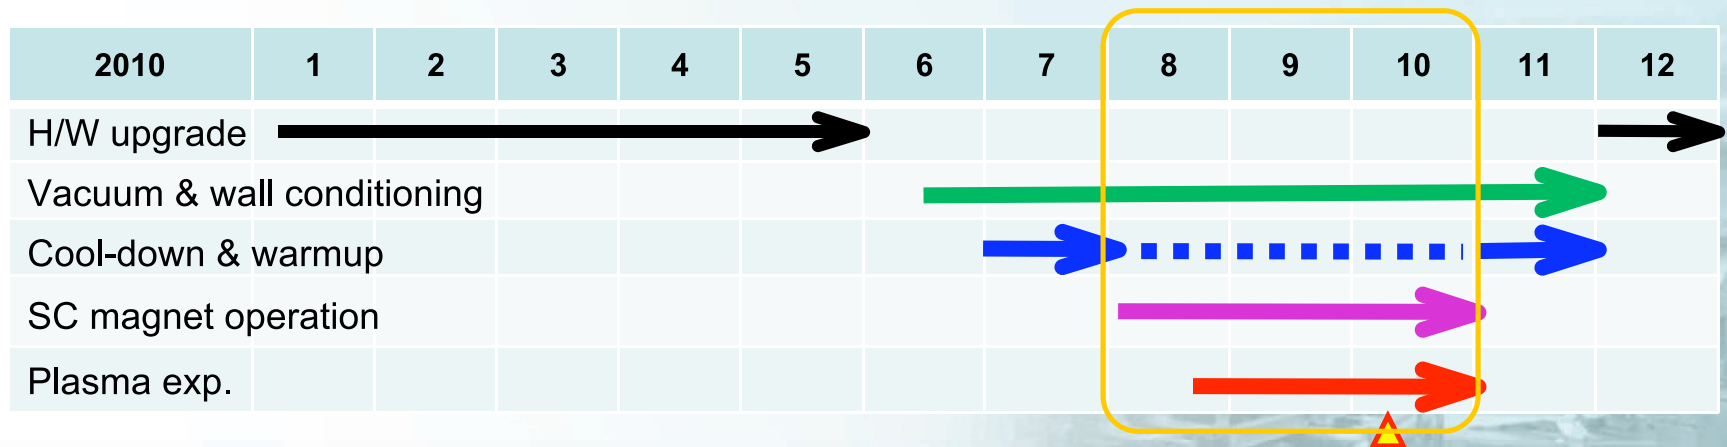 2010 1 2 3 4 5 6 7 8 9 10 11 12
H/W upgrade
Vacuum & wall conditioning
Cool-down & warmup
SC magnet operation
Plasma exp.